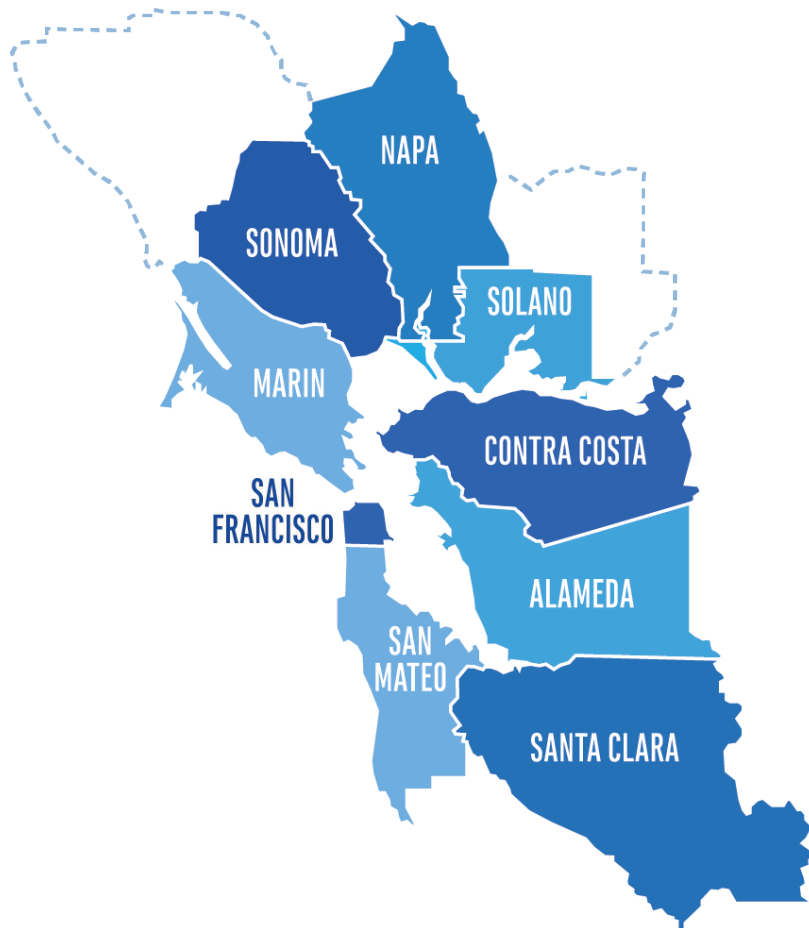 NAPA
SONOMA
SOLANO
MARIN
CONTRA COSTA
SAN
FRANCISCO
ALAMEDA
SAN
MATEO
SANTA CLARA